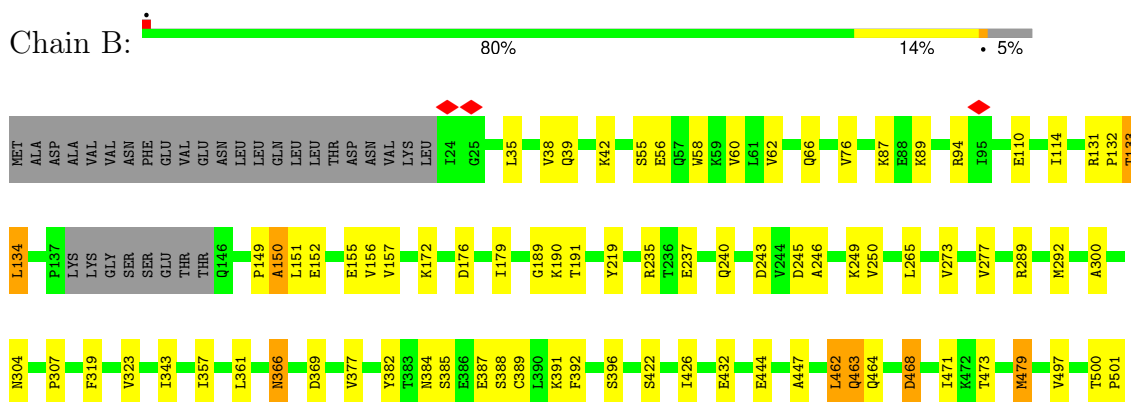 Chain B:
80% 14% • 5%
MET ALA ASP ALA VAL VAL ASN PHE GLU VAL GLU ASN LEU LEU GLN LEU LEU THR ASP ASN VAL LYS LEU I24 G25 L35 V38 Q39 K42 S55 E56 Q57 W58 K59 V60 L61 V62 Q66 V76 K87 E88 K89 R94 I95 E110 I114 R131 P132 T133
L134 P137 LYS LYS GLY SER SER GLU THR THR Q146 P149 A150 L151 E152 E155 V156 V157 K172 D176 I179 G189 K190 T191 Y219 R235 T236 E237 Q240 D243 V244 D245 A246 K249 V250 L265 V273 V277 R289 M292 A300
N304 P307 F319 V323 I343 I357 L361 N366 D369 V377 Y382 T383 N384 S385 E386 E387 S388 C389 L390 K391 F392 S396 S422 I426 E432 E444 A447 L462 Q463 Q464 D468 I471 K472 T473 M479 V497 T500 P501